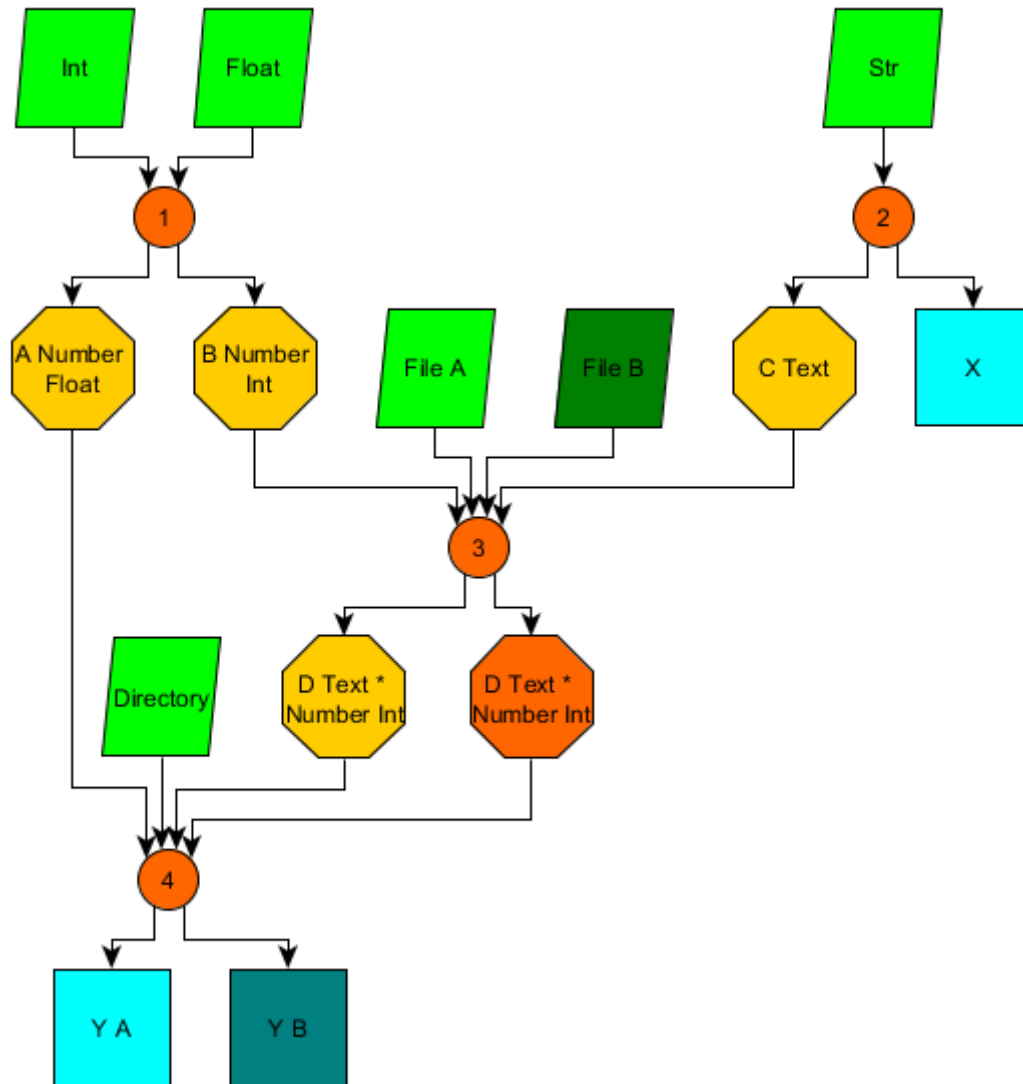 Int
Float
Str
1
2
A Number
Float
B Number
Int
File A
File B
C Text
X
3
Directory
D Text *
Number Int
D Text *
Number Int
4
Y A
Y B